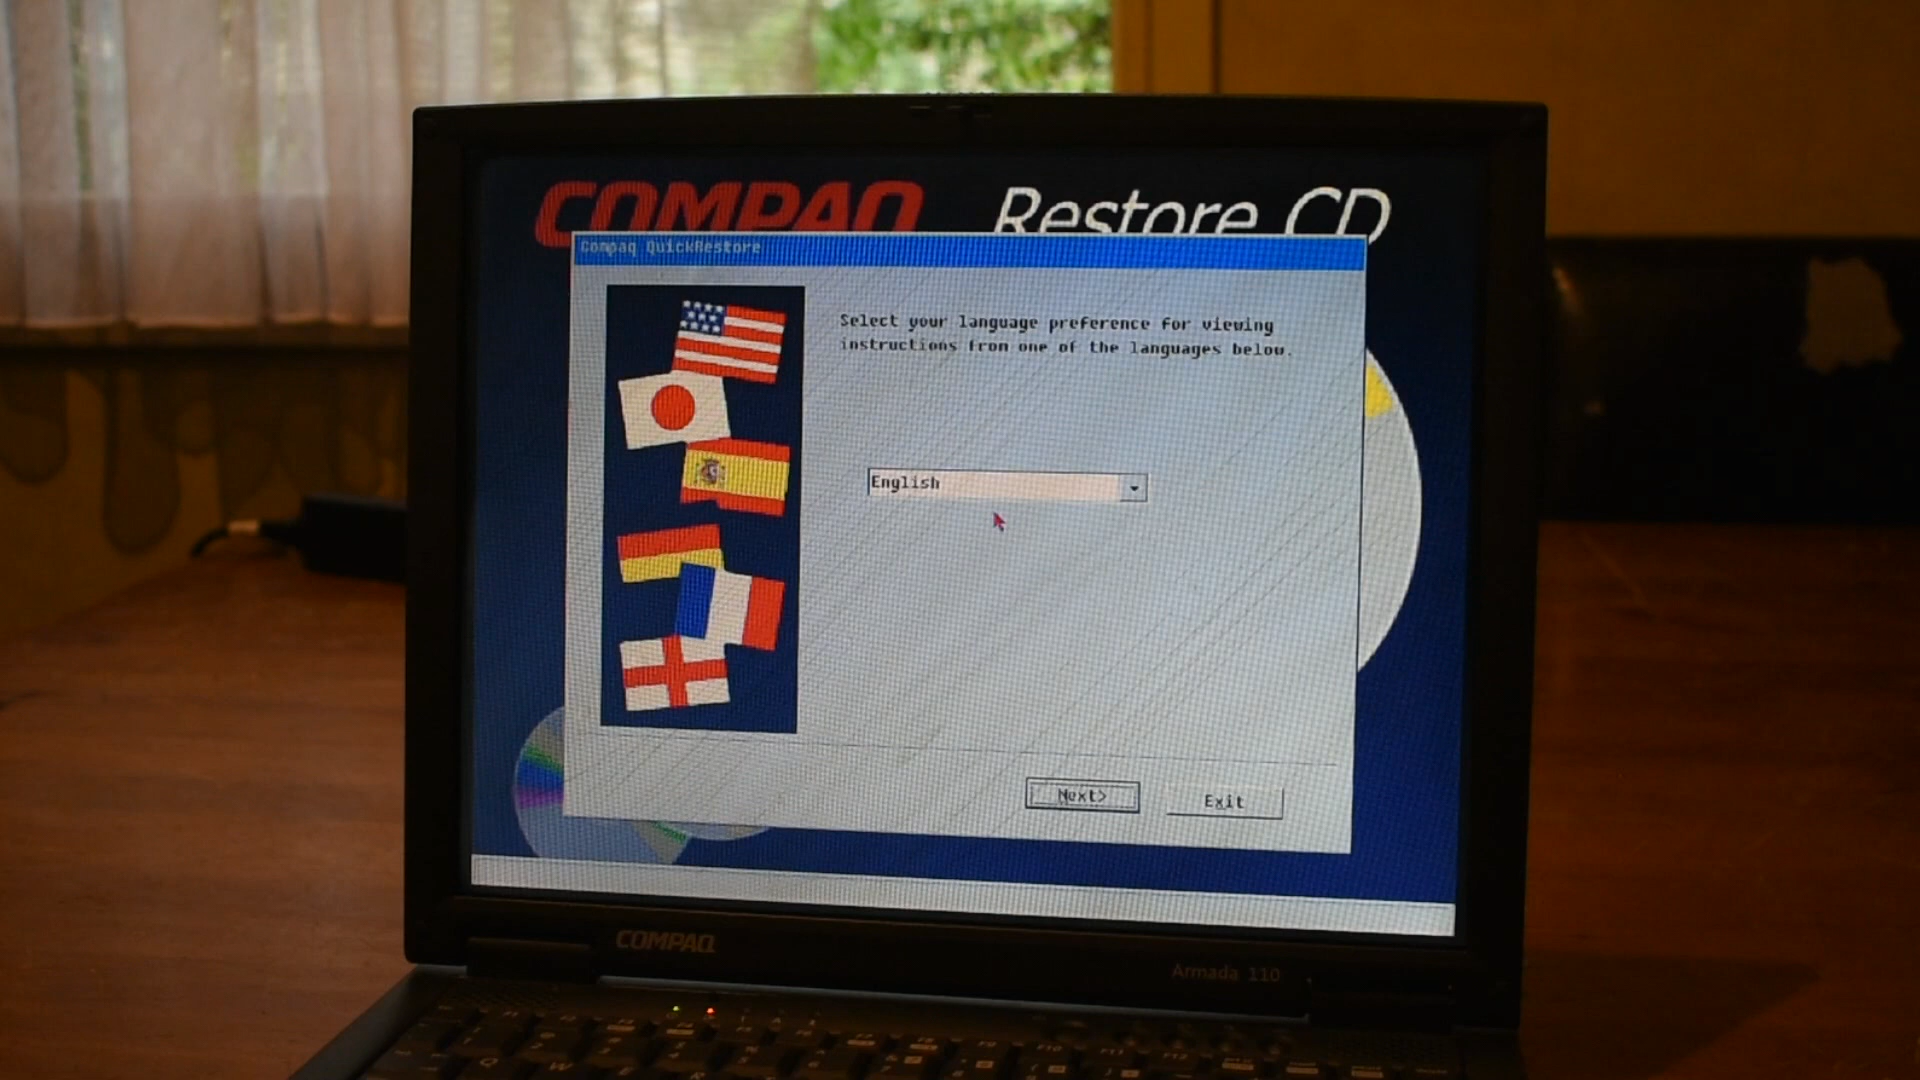 COMPAQ Restore CD
Compaq QuickRestore
Select your language preference for viewing
instructions from one of the languages below.
English
Next>
Exit
COMPAQ
Armada 110